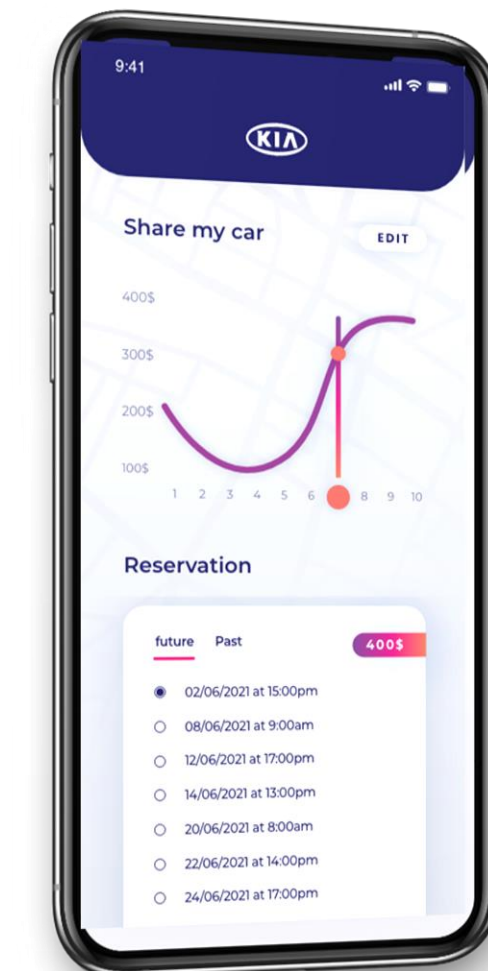 9:41
KIA
Share my car
EDIT
400$
300$
200$
100$
1 2 3 4 5 6 8 9 10
Reservation
future Past
400$
02/06/2021 at 15:00pm
08/06/2021 at 9:00am
12/06/2021 at 17:00pm
14/06/2021 at 13:00pm
20/06/2021 at 8:00am
22/06/2021 at 14:00pm
24/06/2021 at 17:00pm